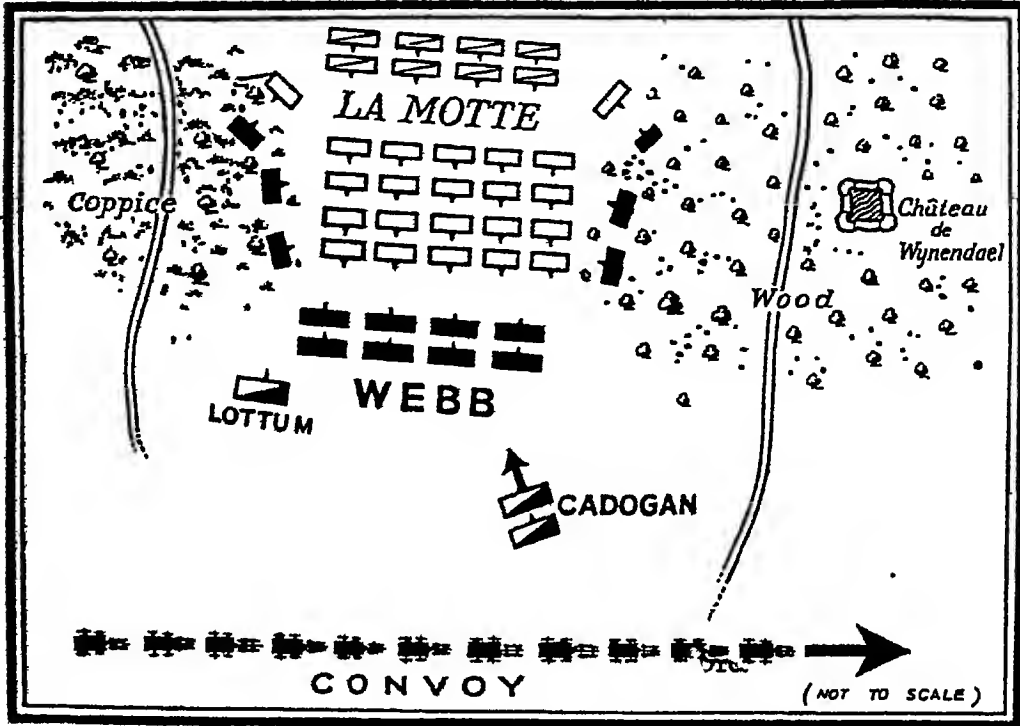 LA MOTTE
Coppice
Château
de
Wynendael
Wood
WEBB
LOTTUM
CADOGAN
CONVOY
(NOT TO SCALE)